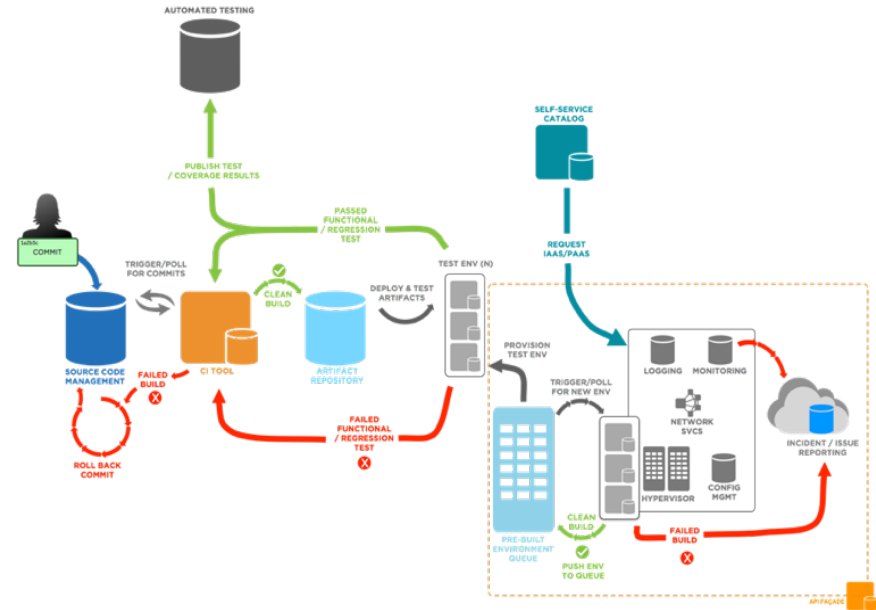 AUTOMATED TESTING
SELF-SERVICE
CATALOG
PUBLISH TEST
/ COVERAGE RESULTS
PASSED
FUNCTIONAL
/ REGRESSION
TEST
REQUEST
IAAS/PAAS
COMMIT
TRIGGER/POLL
FOR COMMITS
CLEAN
BUILD
DEPLOY & TEST
ARTIFACTS
TEST ENV (N)
SOURCE CODE
MANAGEMENT
FAILED
BUILD
X
CI TOOL
ARTIFACT
REPOSITORY
ROLL BACK
COMMIT
FAILED
FUNCTIONAL
/ REGRESSION
TEST
X
PROVISION
TEST ENV
TRIGGER/POLL
FOR NEW ENV
LOGGING
MONITORING
NETWORK
SVCS
HYPERVISOR
CONFIG
MGMT
INCIDENT / ISSUE
REPORTING
PRE-BUILT
ENVIRONMENT
QUEUE
CLEAN
BUILD
PUSH ENV
TO QUEUE
FAILED
BUILD
X
API FAÇADE